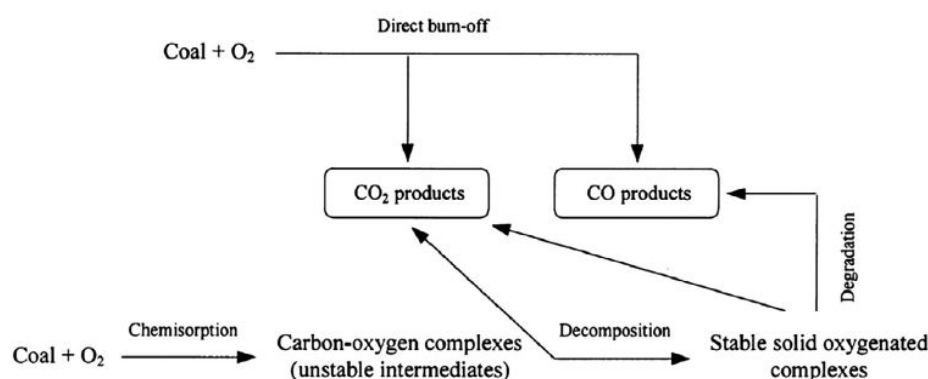 Direct burn-off
Coal + O₂
CO₂ products
CO products
Degradation
Chemisorption
Decomposition
Coal + O₂
Carbon-oxygen complexes
(unstable intermediates)
Stable solid oxygenated
complexes